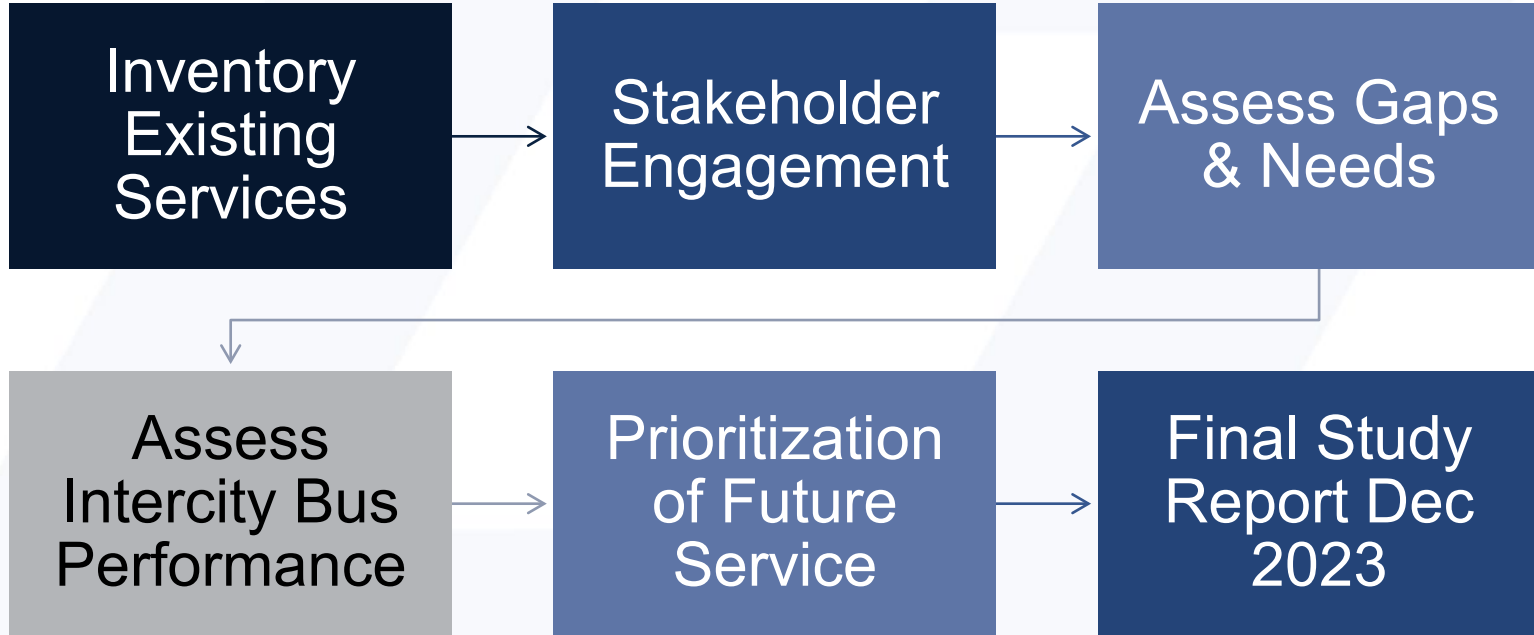 Inventory
Existing
Services
Stakeholder
Engagement
Assess Gaps
& Needs
Assess
Intercity Bus
Performance
Prioritization
of Future
Service
Final Study
Report Dec
2023